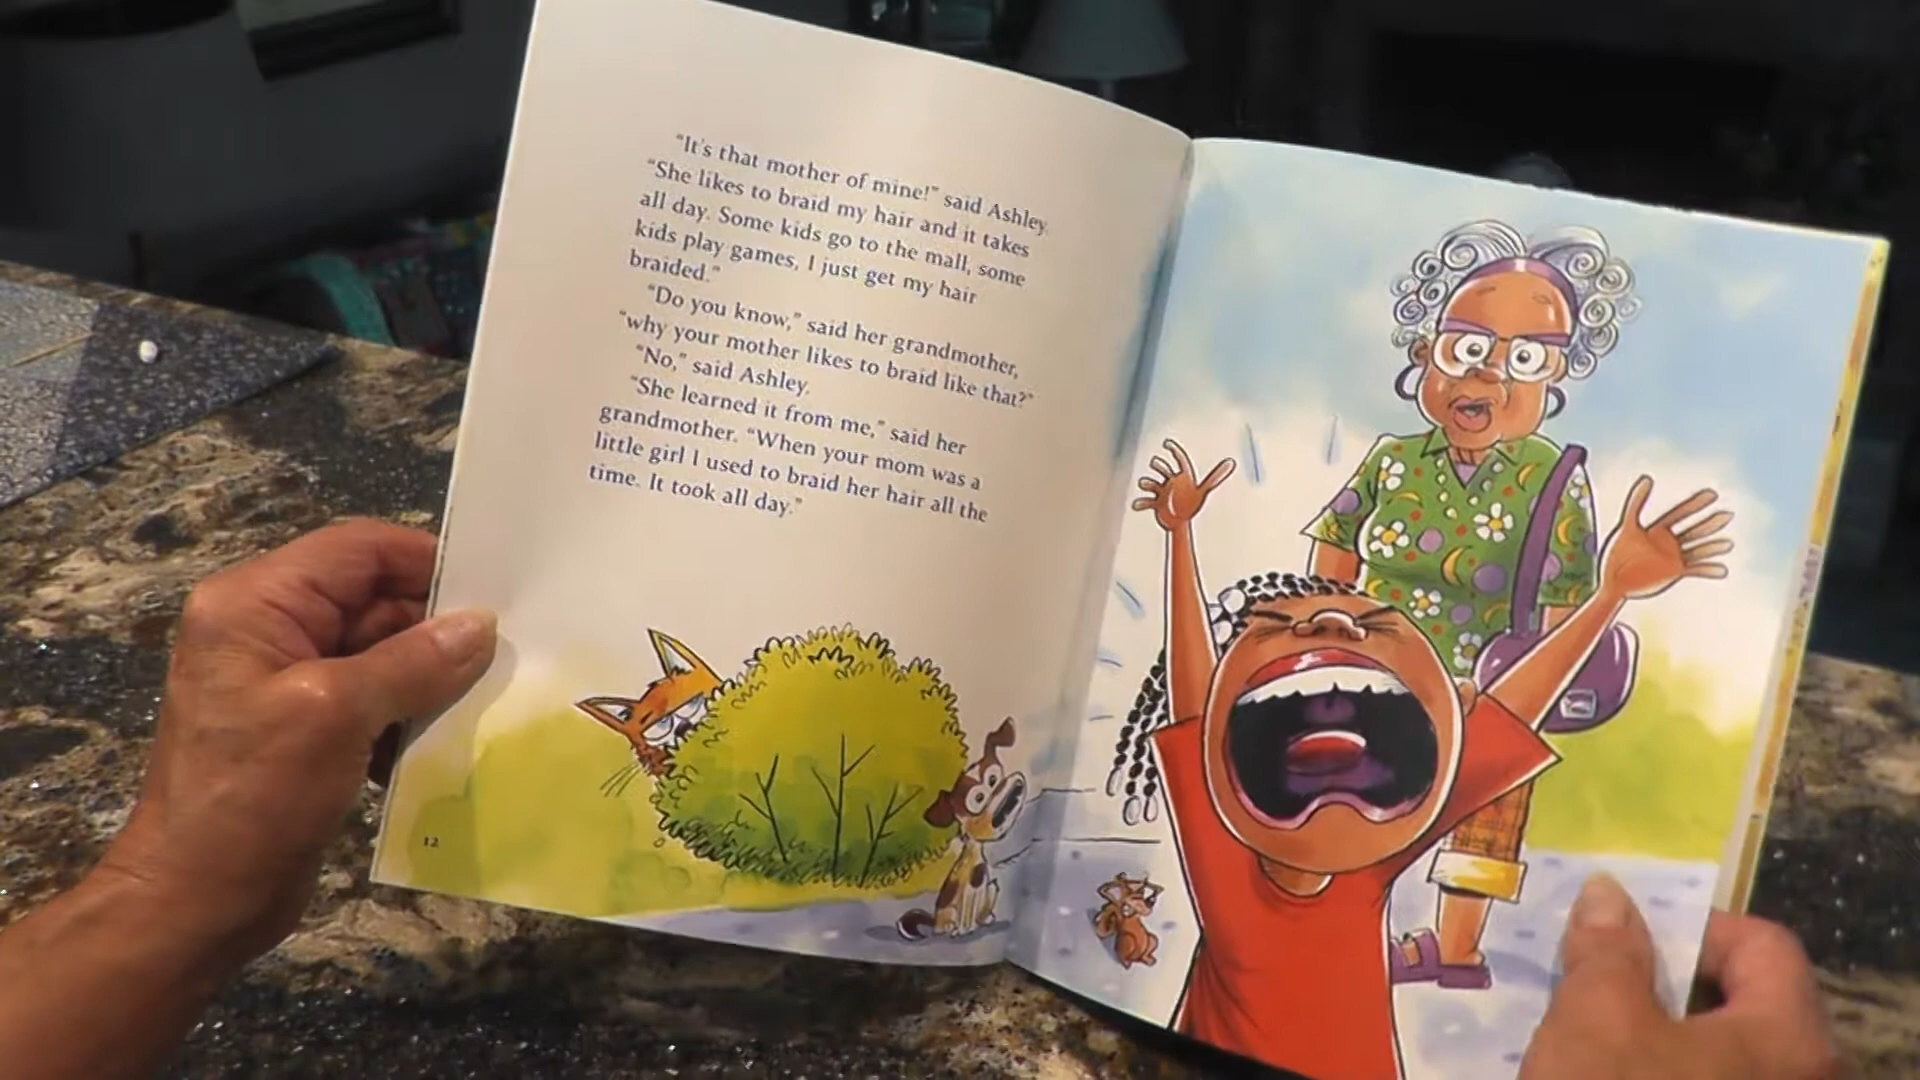 “It’s that mother of mine!” said Ashley.
“She likes to braid my hair and it takes
all day. Some kids go to the mall, some
kids play games, I just get my hair
braided.”
“Do you know,” said her grandmother,
“why your mother likes to braid like that?”
“No,” said Ashley.
“She learned it from me,” said her
grandmother. “When your mom was a
little girl I used to braid her hair all the
time. It took all day.”
12